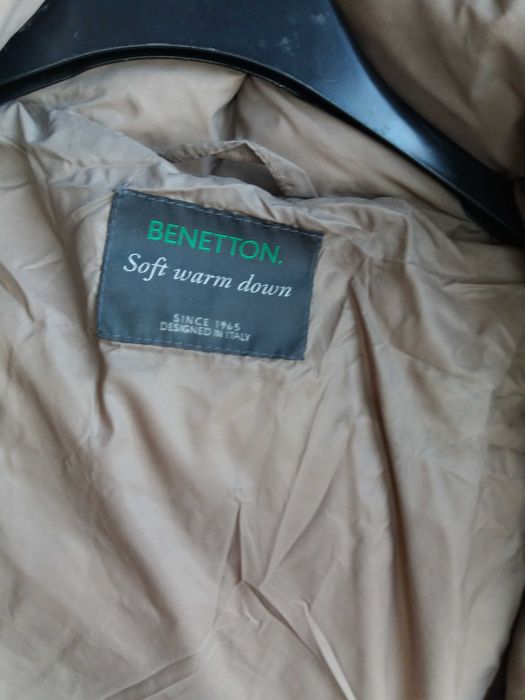 BENETTON.
Soft warm down
SINCE 1965
DESIGNED IN ITALY